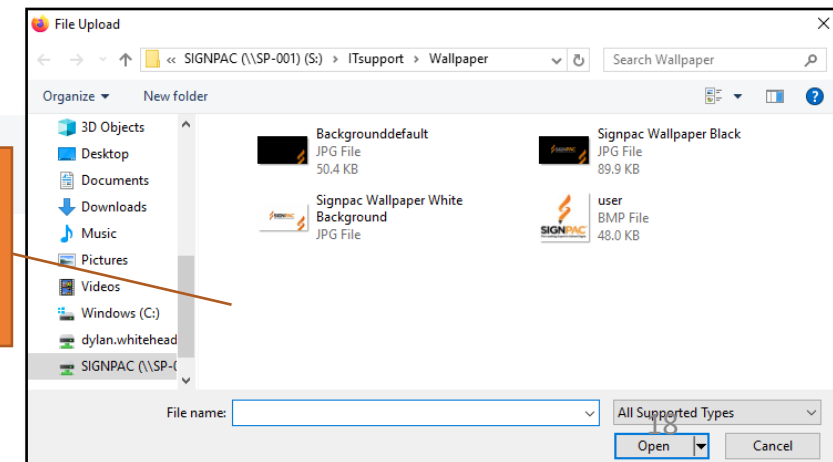 File Upload
« SIGNPAC (\\SP-001) (S:) > ITsupport > Wallpaper
Search Wallpaper
Organize
New folder
3D Objects
Desktop
Documents
Downloads
Music
Pictures
Videos
Windows (C:)
dylan.whitehead
SIGNPAC (\\SP-0
Backgrounddefault
JPG File
50.4 KB
Signpac Wallpaper Black
JPG File
89.9 KB
Signpac Wallpaper White
Background
JPG File
user
BMP File
48.0 KB
SIGNPAC
File name:
All Supported Types
18
Open
Cancel